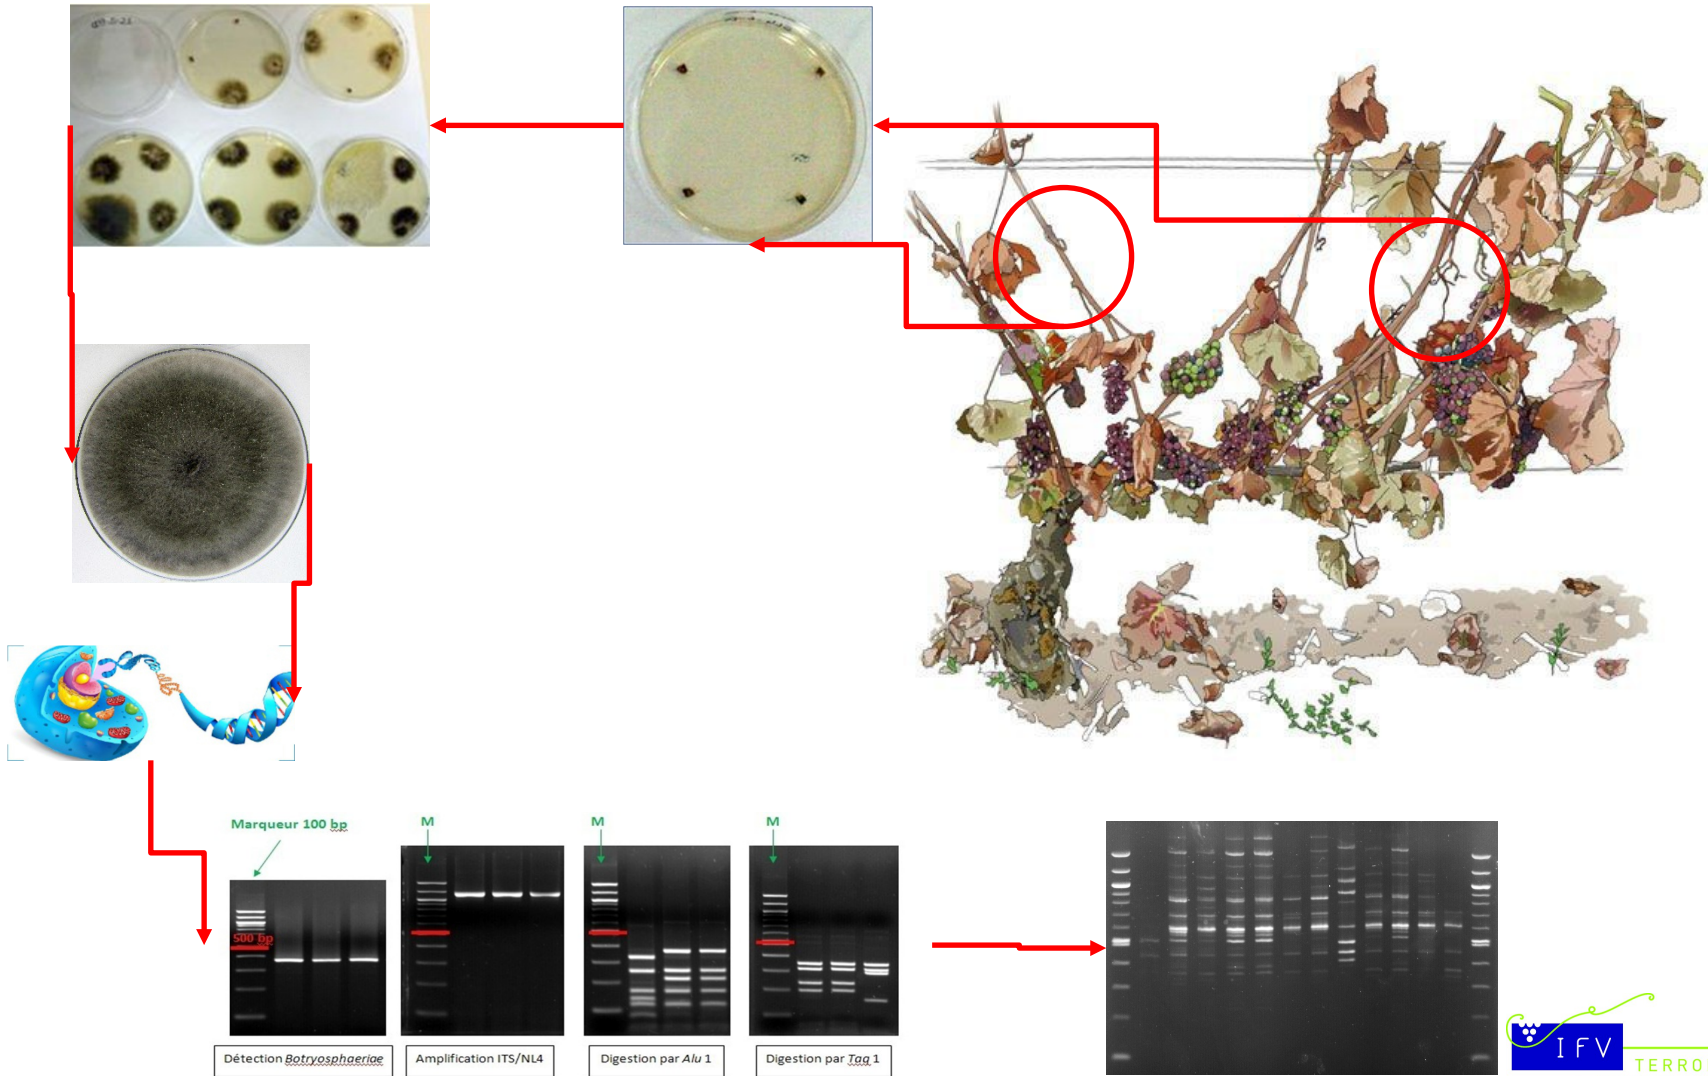 Marqueur 100 bp
M
M
M
500 bp
Détection Botryosphaeriae
Amplification ITS/NL4
Digestion par Alu 1
Digestion par Taq 1
IFV
TERRO